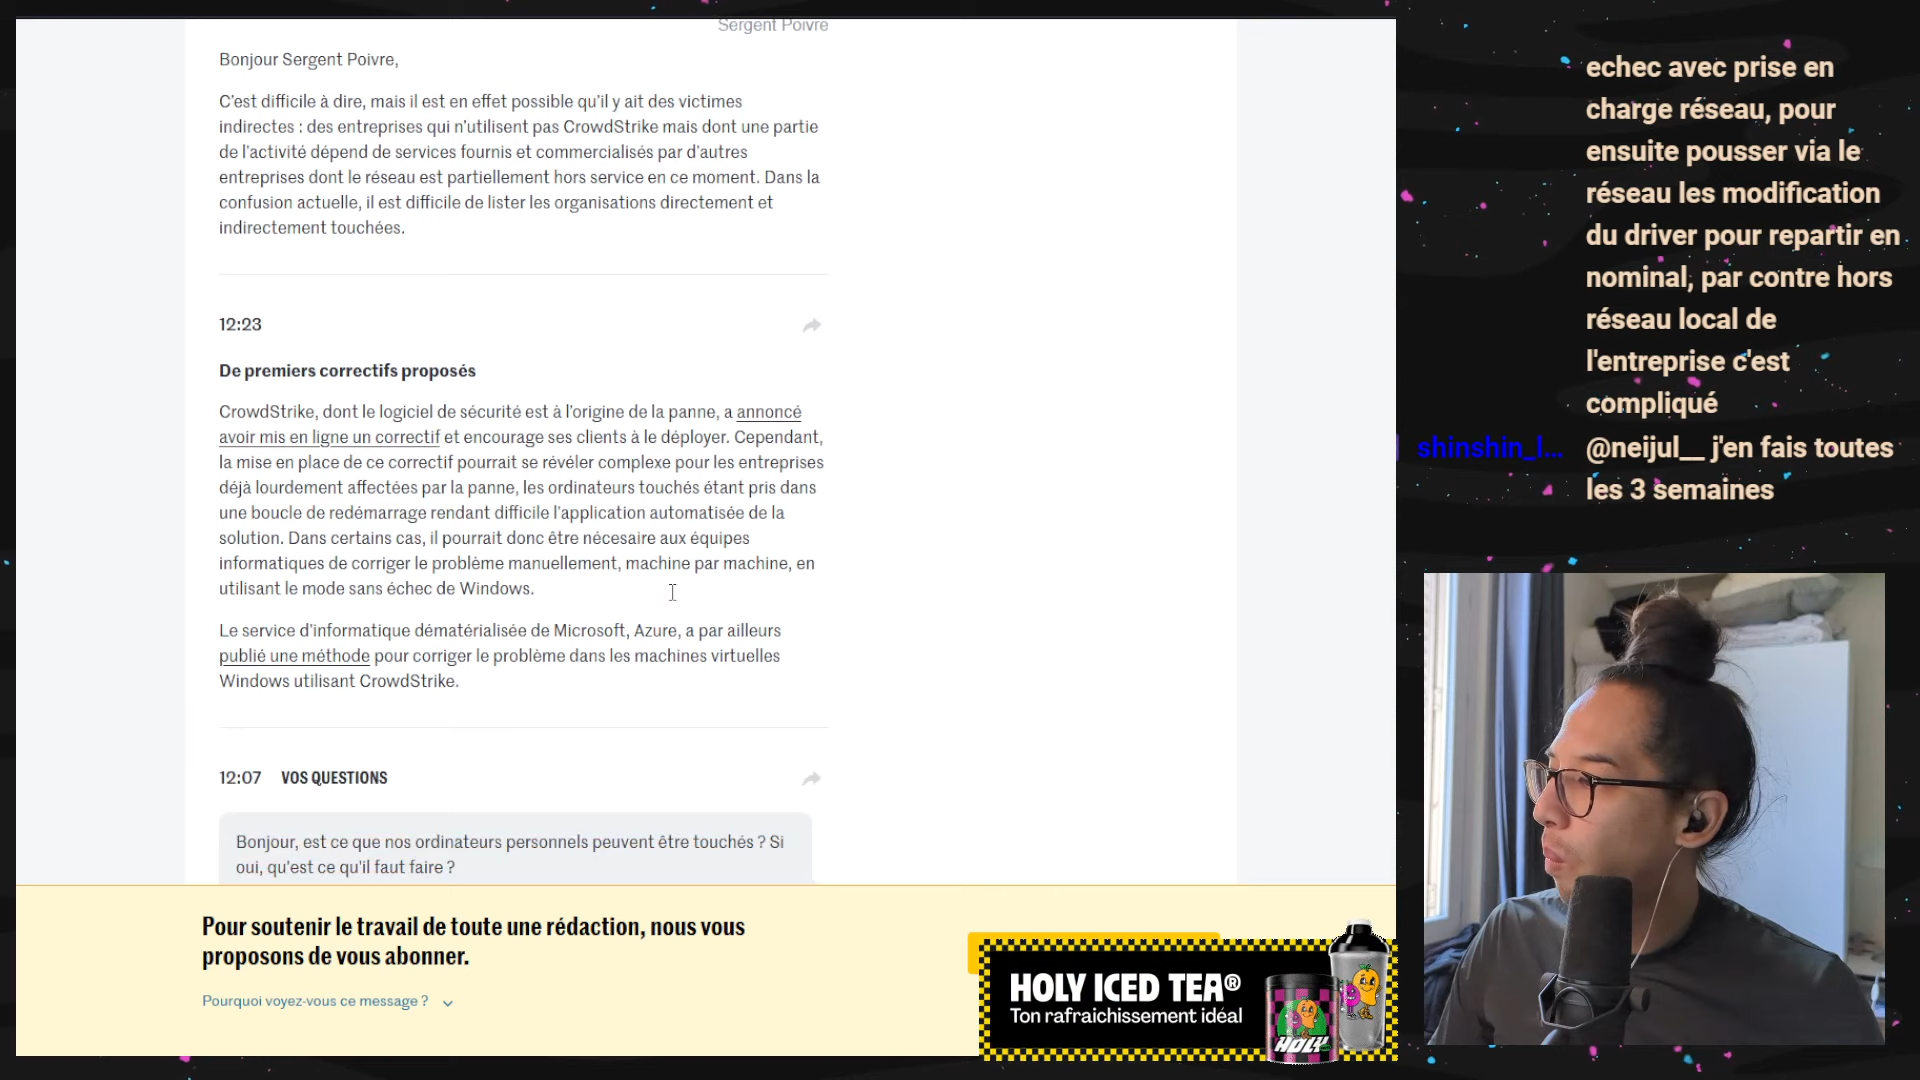 Sergent Poivre
Bonjour Sergent Poivre,
C'est difficile à dire, mais il est en effet possible qu'il y ait des victimes
indirectes : des entreprises qui n'utilisent pas CrowdStrike mais dont une partie
de l'activité dépend de services fournis et commercialisés par d'autres
entreprises dont le réseau est partiellement hors service en ce moment. Dans la
confusion actuelle, il est difficile de lister les organisations directement et
indirectement touchées.
12:23
De premiers correctifs proposés
CrowdStrike, dont le logiciel de sécurité est à l'origine de la panne, a annoncé
avoir mis en ligne un correctif et encourage ses clients à le déployer. Cependant,
la mise en place de ce correctif pourrait se révéler complexe pour les entreprises
déjà lourdement affectées par la panne, les ordinateurs touchés étant pris dans
une boucle de redémarrage rendant difficile l'application automatisée de la
solution. Dans certains cas, il pourrait donc être nécesaire aux équipes
informatiques de corriger le problème manuellement, machine par machine, en
utilisant le mode sans échec de Windows.
Le service d'informatique dématérialisée de Microsoft, Azure, a par ailleurs
publié une méthode pour corriger le problème dans les machines virtuelles
Windows utilisant CrowdStrike.
12:07 VOS QUESTIONS
Bonjour, est ce que nos ordinateurs personnels peuvent être touchés ? Si
oui, qu'est ce qu'il faut faire ?
Pour soutenir le travail de toute une rédaction, nous vous
proposons de vous abonner.
Pourquoi voyez-vous ce message ?
HOLY ICED TEA®
Ton rafraichissement idéal
HOLY
echec avec prise en
charge réseau, pour
ensuite pousser via le
réseau les modification
du driver pour repartir en
nominal, par contre hors
réseau local de
l'entreprise c'est
compliqué
shinshin_l... @neijul__ j'en fais toutes
les 3 semaines